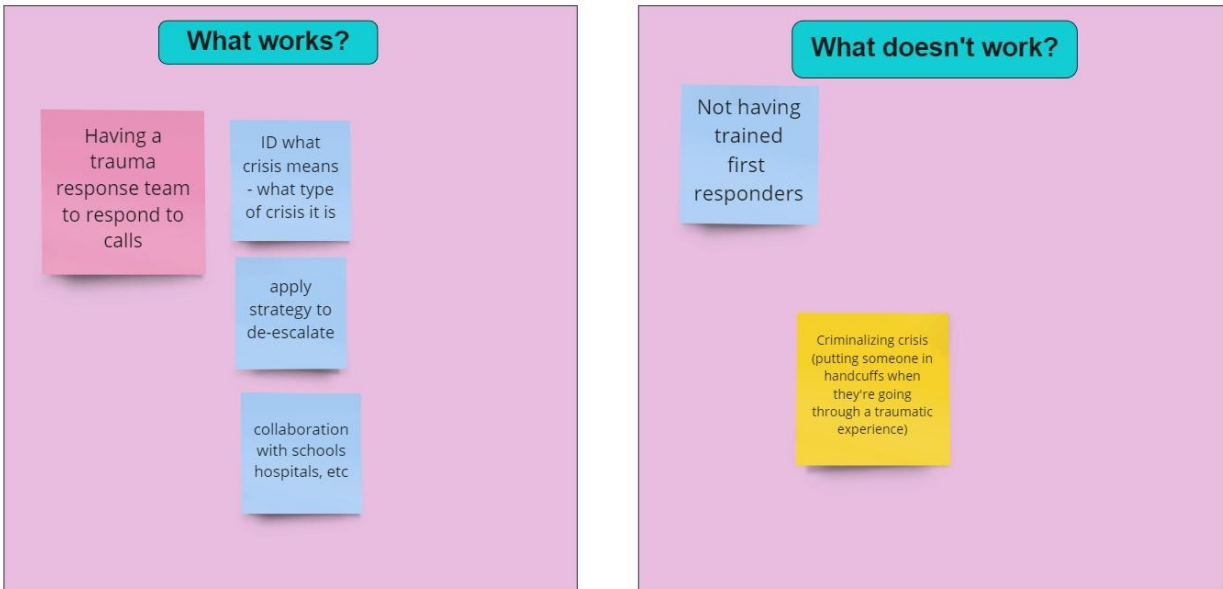 What works?
Having a
trauma
response team
to respond to
calls
ID what
crisis means
- what type
of crisis it is
apply
strategy to
de-escalate
collaboration
with schools
hospitals, etc
What doesn't work?
Not having
trained
first
responders
Criminalizing crisis
(putting someone in
handcuffs when
they're going
through a traumatic
experience)